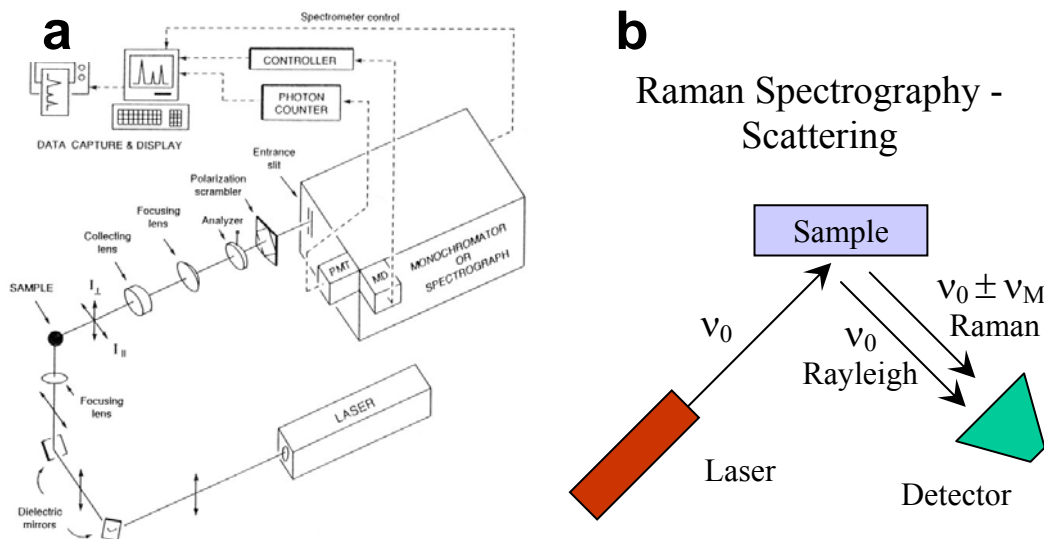 a
Spectrometer control
CONTROLLER
PHOTON
COUNTER
DATA CAPTURE & DISPLAY
Entrance
slit
Polarization
scrambler
Analyzer
Focusing
lens
Collecting
lens
SAMPLE
I⊥
I||
PMT
MD
MONOCHROMATOR
OR
SPECTROGRAPH
Focusing
lens
LASER
Dielectric
mirrors
b
Raman Spectrography -
Scattering
Sample
ν0
ν0
Rayleigh
ν0 ± νM
Raman
Laser
Detector